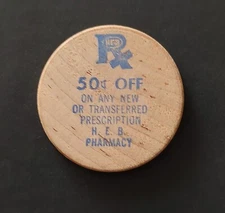 Rx
50¢ OFF
ON ANY NEW
OR TRANSFERRED
PRESCRIPTION
H. E. B.
PHARMACY